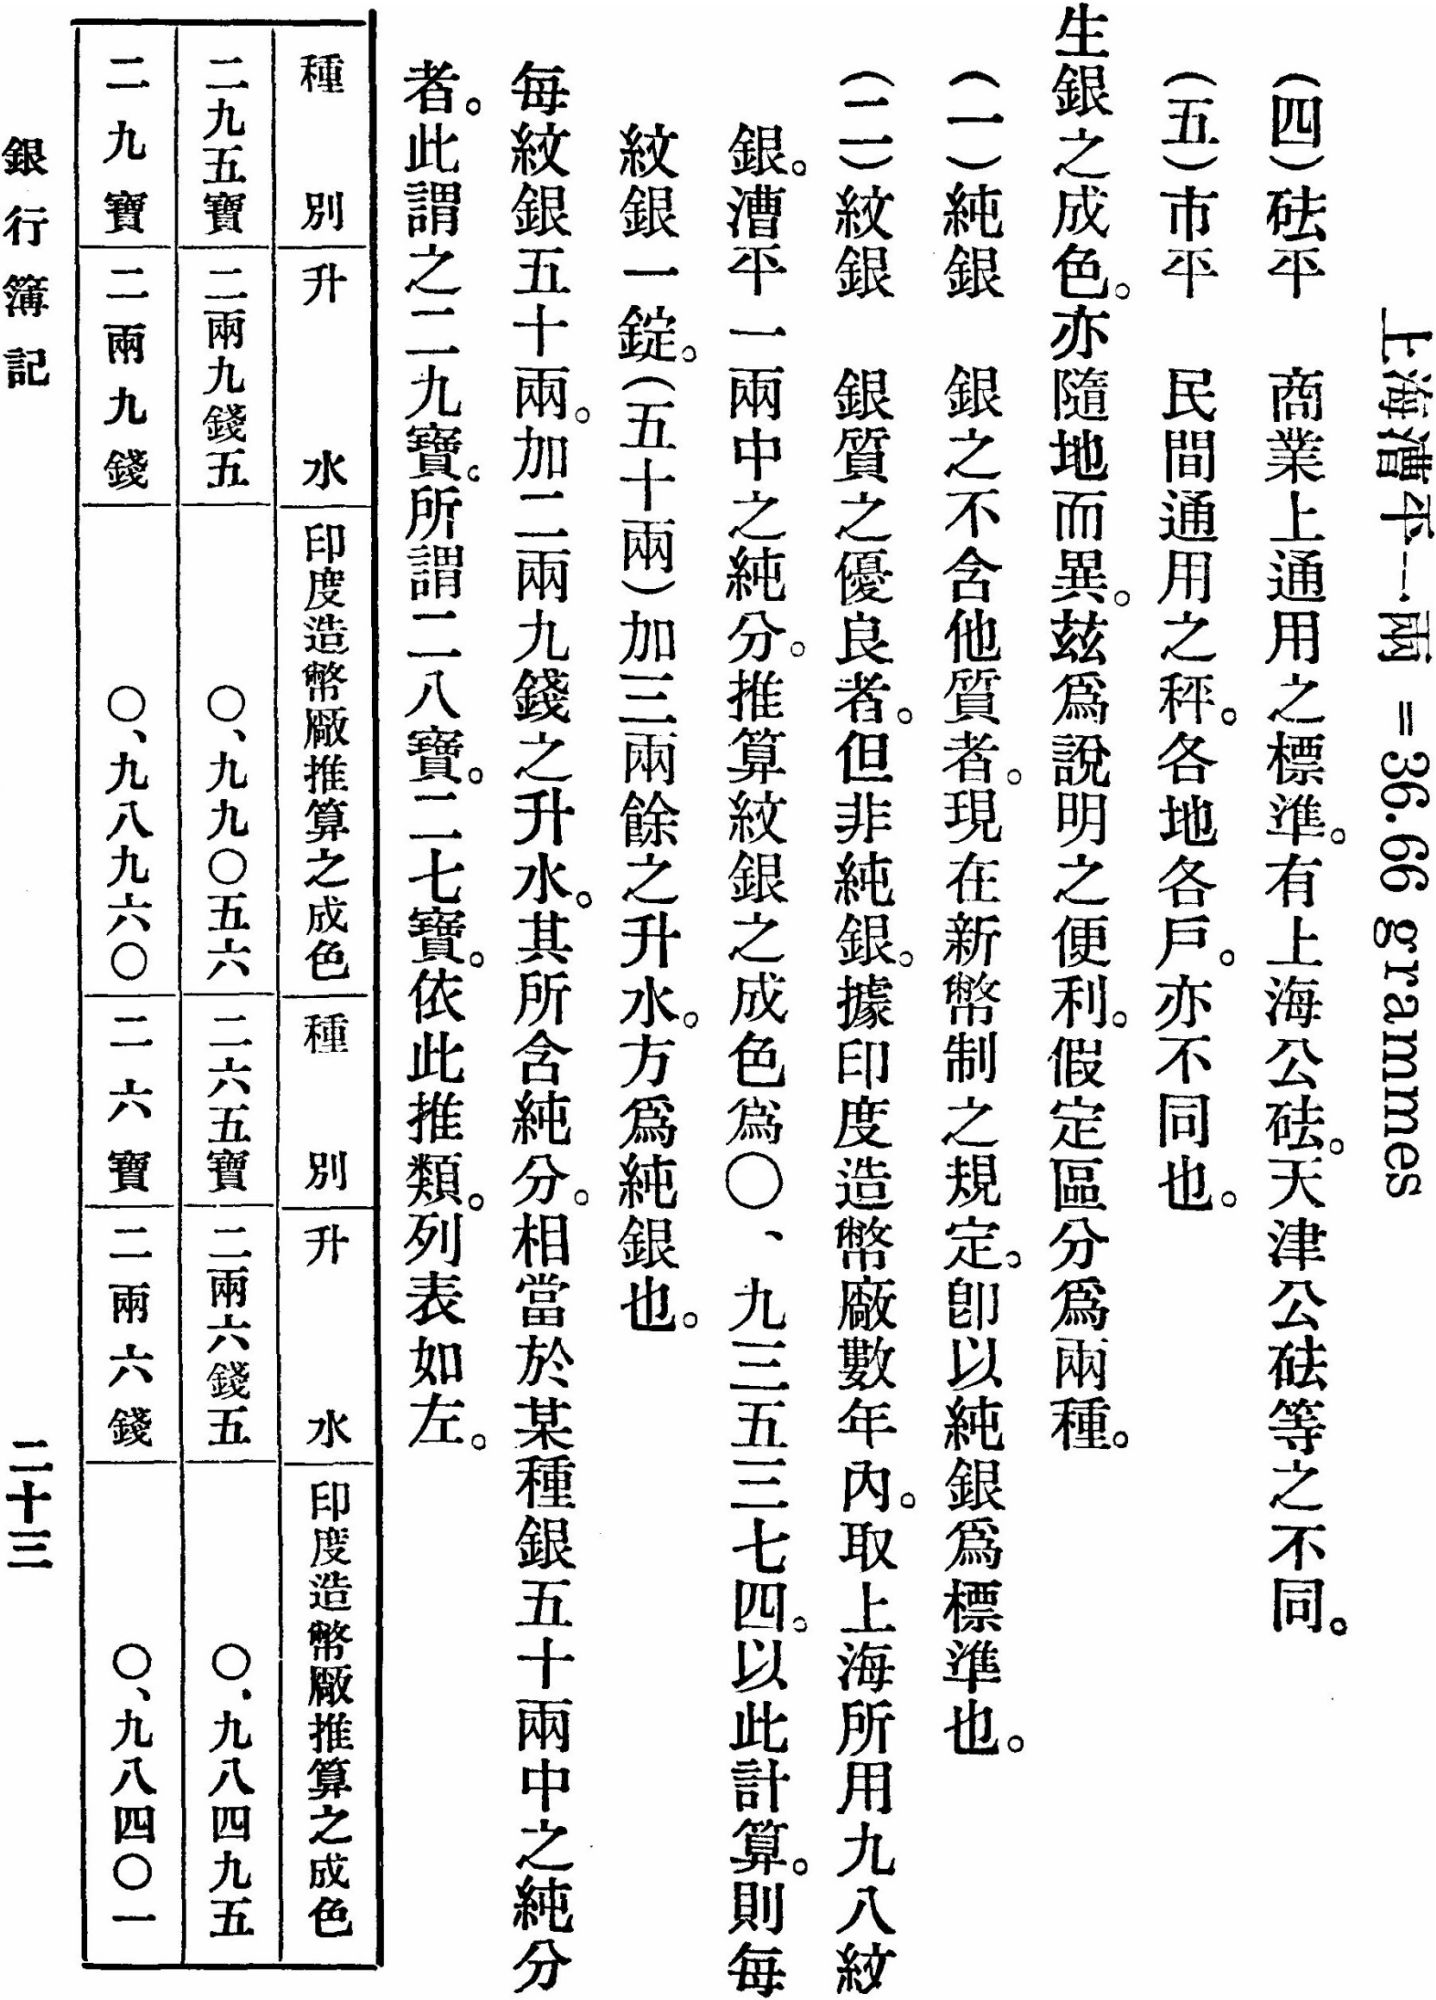 上海漕平一兩 =36.66 grammes
(四)砝平 商業上通用之標準。有上海公砝。天津公砝等之不同。
(五)市平 民間通用之秤。各地各戶。亦不同也。
生銀之成色。亦隨地而異。玆爲說明之便利。假定區分爲兩種。
(一)純銀 銀之不含他質者。現在新幣制之規定。卽以純銀爲標準也。
(二)紋銀 銀質之優良者。但非純銀。據印度造幣廠數年內。取上海所用九八紋
銀。漕平一兩中之純分。推算紋銀之成色爲〇、九三五三七四。以此計算。則每
紋銀一錠。(五十兩)加三兩餘之升水。方爲純銀也。
每紋銀五十兩。加二兩九錢之升水。其所含純分。相當於某種銀五十兩中之純分
者。此謂之二九寶。所謂二八寶。二七寶。依此推類。列表如左。
種別 升水 印度造幣廠推算之成色 種別 升水 印度造幣廠推算之成色
二九五寶 二兩九錢五 〇、九九〇五六 二六五寶 二兩六錢五 〇、九八四九五
二九寶 二兩九錢 〇、九八九六〇 二六寶 二兩六錢 〇、九八四〇一
銀行簿記 二十三